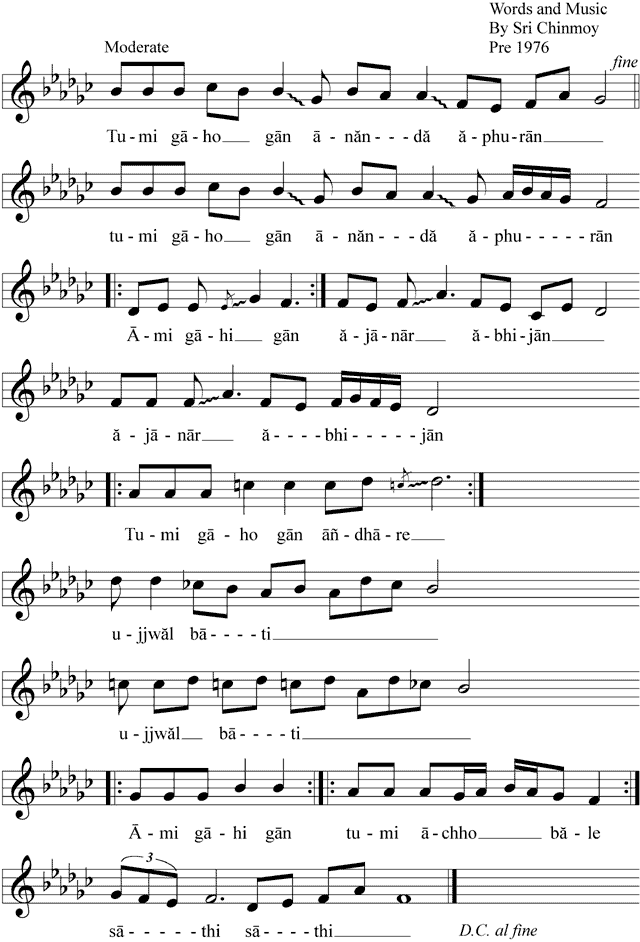 Words and Music
By Sri Chinmoy
Pre 1976
Moderate
fine
Tu-mi gā-ho gān ā-năn---dă ă-phu-rān
tu-mi gā-ho gān ā-năn----dă ă-phu---rān
Ā-mi gā-hi gān ă-jā-nār ă-bhi-jān
ă-jā-nār ă----bhi-----jān
Tu-mi gā-ho gān āñ-dhā-re
u-jjwăl bā----ti
u-jjwăl bā----ti
Ā-mi gā-hi gān tu-mi ā-chho bă-le
3
sā-----thi sā---thi
D.C. al fine